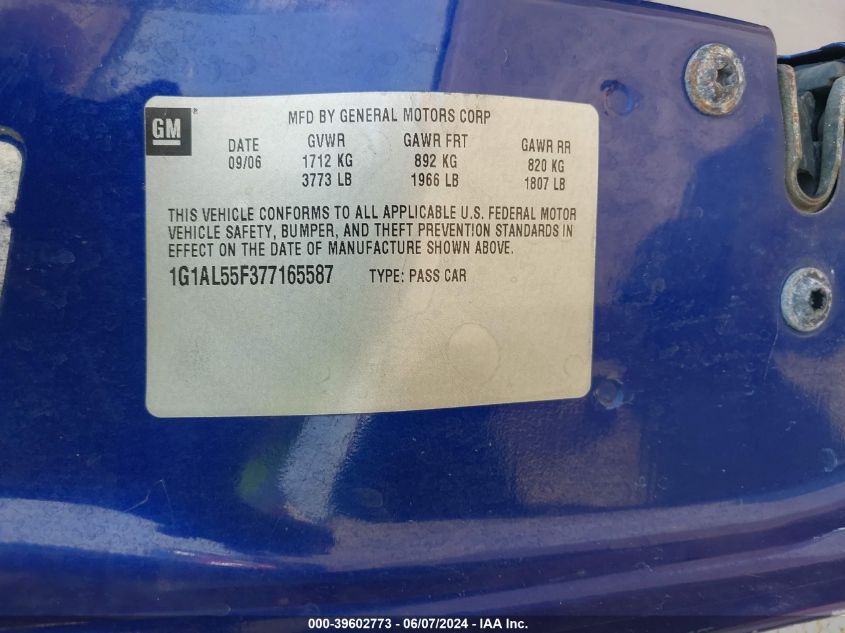 GM
MFD BY GENERAL MOTORS CORP
DATE GVWR GAWR FRT GAWR RR
09/06 1712 KG 892 KG 820 KG
3773 LB 1966 LB 1807 LB
THIS VEHICLE CONFORMS TO ALL APPLICABLE U.S. FEDERAL MOTOR
VEHICLE SAFETY, BUMPER, AND THEFT PREVENTION STANDARDS IN
EFFECT ON THE DATE OF MANUFACTURE SHOWN ABOVE.
1G1AL55F377165587 TYPE: PASS CAR
000-39602773 - 06/07/2024 - IAA Inc.